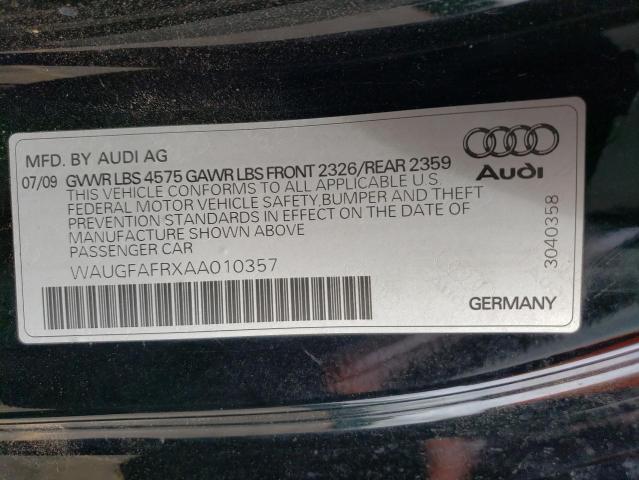 MFD. BY AUDI AG
07/09 GVWR LBS 4575 GAWR LBS FRONT 2326/REAR 2359
THIS VEHICLE CONFORMS TO ALL APPLICABLE U.S.
FEDERAL MOTOR VEHICLE SAFETY, BUMPER AND THEFT
PREVENTION STANDARDS IN EFFECT ON THE DATE OF
MANUFACTURE SHOWN ABOVE
PASSENGER CAR
WAUGFAFRXAA010357
Audi
3040358
GERMANY